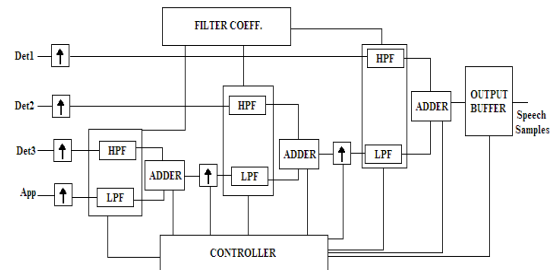 FILTER COEFF.
Det1
HPF
Det2
HPF
OUTPUT
BUFFER
ADDER
Speech
Samples
Det3
HPF
ADDER
LPF
ADDER
LPF
App
LPF
CONTROLLER